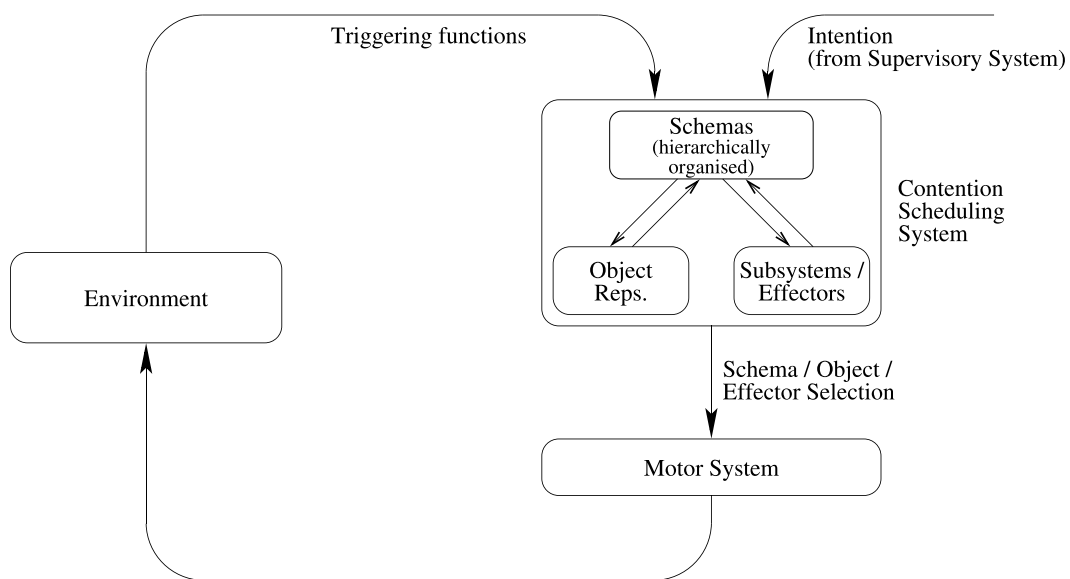 Triggering functions
Intention
(from Supervisory System)
Schemas
(hierarchically
organised)
Contention
Scheduling
System
Object
Reps.
Subsystems /
Effectors
Environment
Schema / Object /
Effector Selection
Motor System